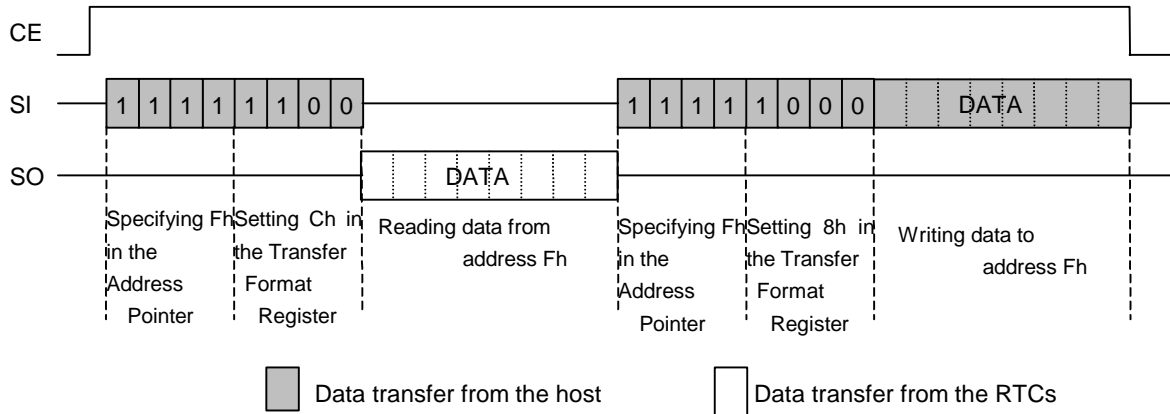 CE
SI 1 1 1 1 1 1 0 0 1 1 1 1 1 0 0 0 DATA
SO DATA
Specifying Fh in the Address Pointer
Setting Ch in the Transfer Format Register
Reading data from address Fh
Specifying Fh in the Address Pointer
Setting 8h in the Transfer Format Register
Writing data to address Fh
Data transfer from the host
Data transfer from the RTCs